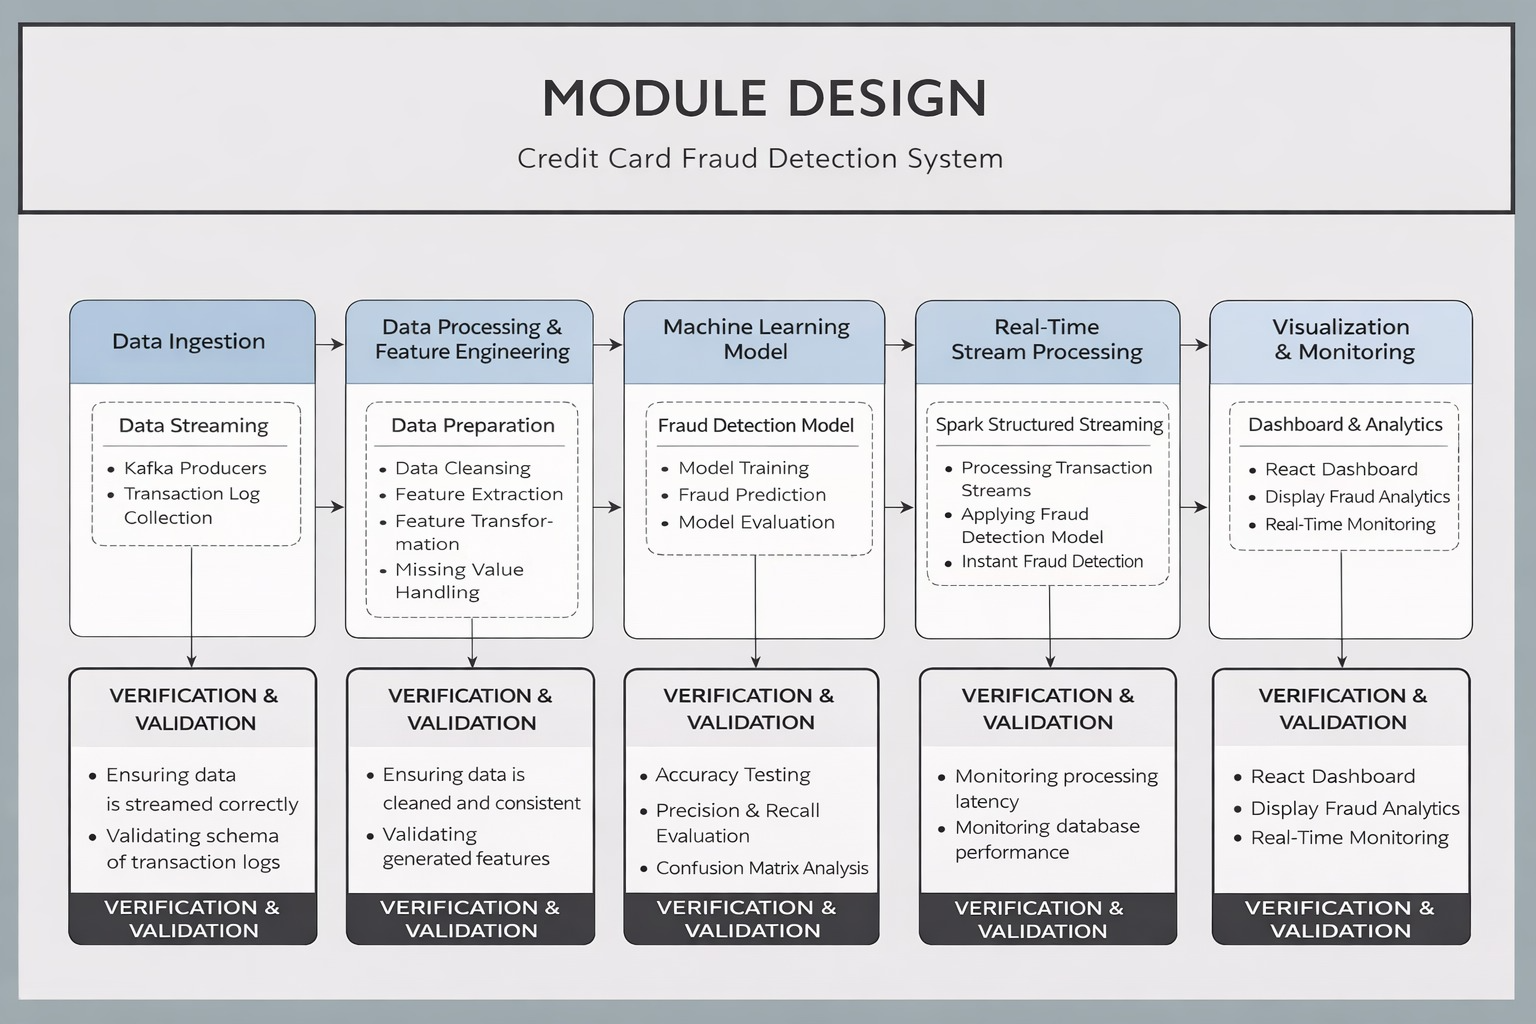 MODULE DESIGN
Credit Card Fraud Detection System
Data Ingestion
Data Streaming
• Kafka Producers
• Transaction Log
Collection
Data Processing &
Feature Engineering
Data Preparation
• Data Cleansing
• Feature Extraction
• Feature Transfor-
mation
• Missing Value
Handling
Machine Learning
Model
Fraud Detection Model
• Model Training
• Fraud Prediction
• Model Evaluation
Real-Time
Stream Processing
Spark Structured Streaming
• Processing Transaction
Streams
• Applying Fraud
Detection Model
• Instant Fraud Detection
Visualization
& Monitoring
Dashboard & Analytics
• React Dashboard
• Display Fraud Analytics
• Real-Time Monitoring
VERIFICATION &
VALIDATION
• Ensuring data
is streamed correctly
• Validating schema
of transaction logs
VERIFICATION &
VALIDATION
VERIFICATION &
VALIDATION
• Ensuring data is
cleaned and consistent
• Validating
generated features
VERIFICATION &
VALIDATION
VERIFICATION &
VALIDATION
• Accuracy Testing
• Precision & Recall
Evaluation
• Confusion Matrix Analysis
VERIFICATION &
VALIDATION
VERIFICATION &
VALIDATION
• Monitoring processing
latency
• Monitoring database
performance
VERIFICATION &
VALIDATION
VERIFICATION &
VALIDATION
• React Dashboard
• Display Fraud Analytics
• Real-Time Monitoring
VERIFICATION &
VALIDATION